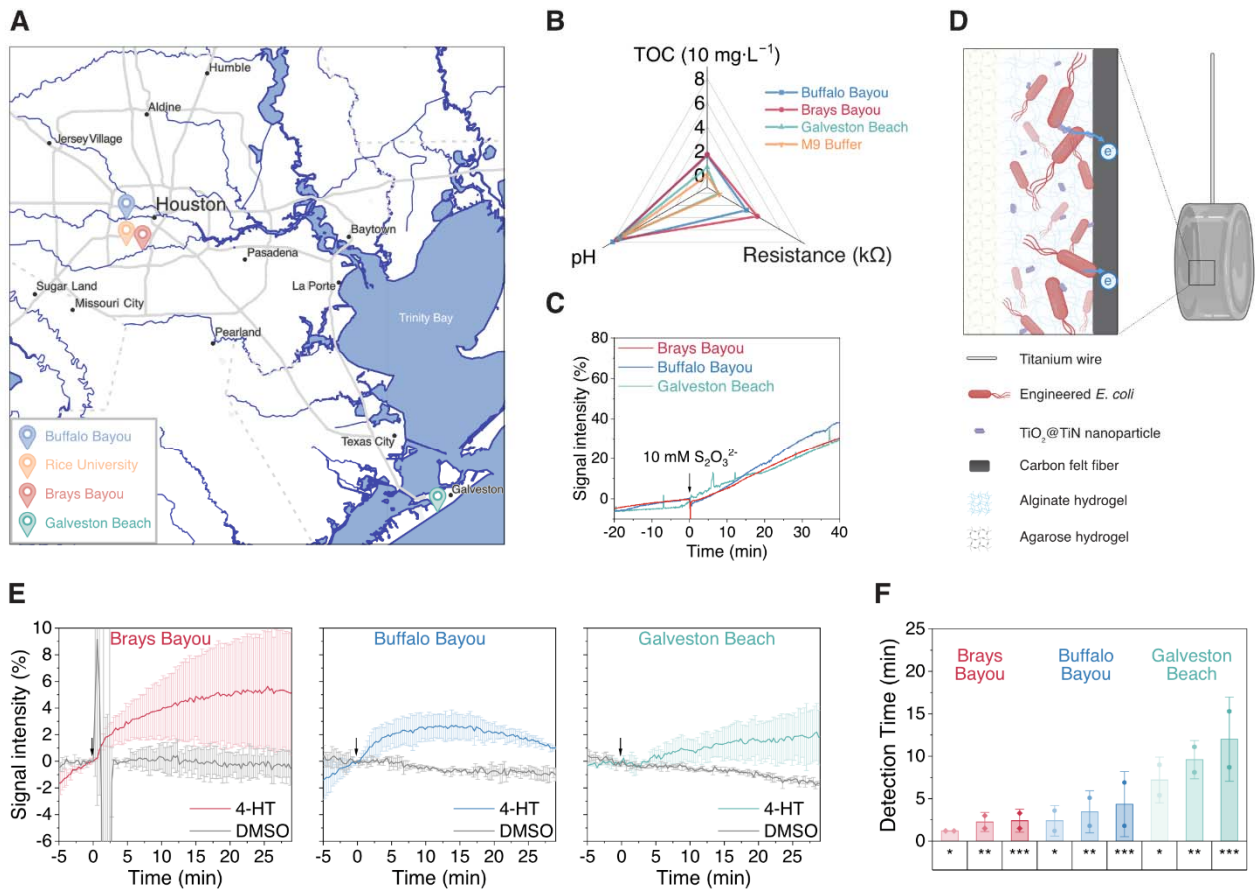 A
Humble
Aldine
Jersey Village
Houston
Baytown
Pasadena
La Porte
Sugar Land
Missouri City
Trinity Bay
Pearland
Texas City
Galveston
Buffalo Bayou
Rice University
Brays Bayou
Galveston Beach
B
TOC (10 mg·L⁻¹)
8
6
4
2
0
Buffalo Bayou
Brays Bayou
Galveston Beach
M9 Buffer
pH
Resistance (kΩ)
C
Signal intensity (%)
80
60
40
20
0
Brays Bayou
Buffalo Bayou
Galveston Beach
10 mM S₂O₃²⁻
-20 -10 0 10 20 30 40
Time (min)
D
e
e
Titanium wire
Engineered E. coli
TiO₂@TiN nanoparticle
Carbon felt fiber
Alginate hydrogel
Agarose hydrogel
E
Signal intensity (%)
10
8
6
4
2
0
-2
-4
-6
Brays Bayou
4-HT
DMSO
-5 0 5 10 15 20 25
Time (min)
Buffalo Bayou
4-HT
DMSO
-5 0 5 10 15 20 25
Time (min)
Galveston Beach
4-HT
DMSO
-5 0 5 10 15 20 25
Time (min)
F
Detection Time (min)
25
20
15
10
5
0
Brays
Bayou
Buffalo
Bayou
Galveston
Beach
* ** *** * ** *** * ** ***